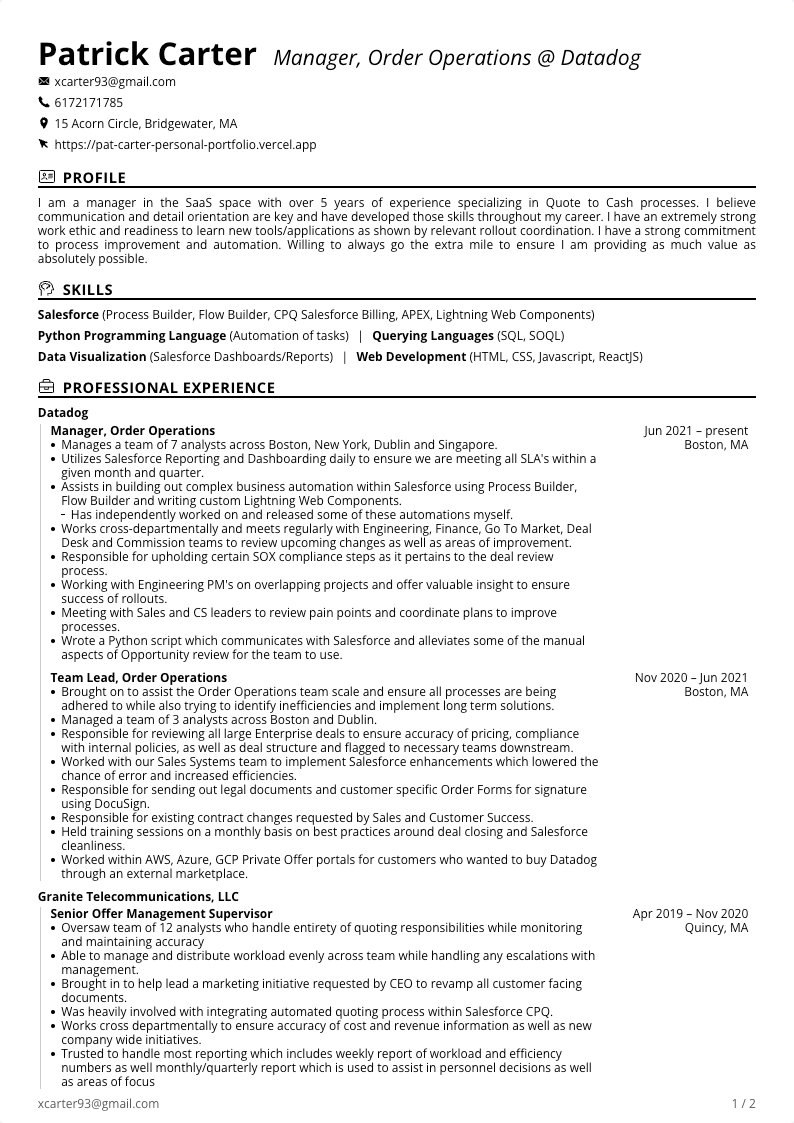 Patrick Carter Manager, Order Operations @ Datadog
xcarter93@gmail.com
6172171785
15 Acorn Circle, Bridgewater, MA
https://pat-carter-personal-portfolio.vercel.app
PROFILE
I am a manager in the SaaS space with over 5 years of experience specializing in Quote to Cash processes. I believe
communication and detail orientation are key and have developed those skills throughout my career. I have an extremely strong
work ethic and readiness to learn new tools/applications as shown by relevant rollout coordination. I have a strong commitment
to process improvement and automation. Willing to always go the extra mile to ensure I am providing as much value as
absolutely possible.
SKILLS
Salesforce (Process Builder, Flow Builder, CPQ Salesforce Billing, APEX, Lightning Web Components)
Python Programming Language (Automation of tasks) | Querying Languages (SQL, SOQL)
Data Visualization (Salesforce Dashboards/Reports) | Web Development (HTML, CSS, Javascript, ReactJS)
PROFESSIONAL EXPERIENCE
Datadog
Manager, Order Operations Jun 2021 – present
• Manages a team of 7 analysts across Boston, New York, Dublin and Singapore. Boston, MA
• Utilizes Salesforce Reporting and Dashboarding daily to ensure we are meeting all SLA's within a
given month and quarter.
• Assists in building out complex business automation within Salesforce using Process Builder,
Flow Builder and writing custom Lightning Web Components.
- Has independently worked on and released some of these automations myself.
• Works cross-departmentally and meets regularly with Engineering, Finance, Go To Market, Deal
Desk and Commission teams to review upcoming changes as well as areas of improvement.
• Responsible for upholding certain SOX compliance steps as it pertains to the deal review
process.
• Working with Engineering PM's on overlapping projects and offer valuable insight to ensure
success of rollouts.
• Meeting with Sales and CS leaders to review pain points and coordinate plans to improve
processes.
• Wrote a Python script which communicates with Salesforce and alleviates some of the manual
aspects of Opportunity review for the team to use.
Team Lead, Order Operations Nov 2020 – Jun 2021
• Brought on to assist the Order Operations team scale and ensure all processes are being Boston, MA
adhered to while also trying to identify inefficiencies and implement long term solutions.
• Managed a team of 3 analysts across Boston and Dublin.
• Responsible for reviewing all large Enterprise deals to ensure accuracy of pricing, compliance
with internal policies, as well as deal structure and flagged to necessary teams downstream.
• Worked with our Sales Systems team to implement Salesforce enhancements which lowered the
chance of error and increased efficiencies.
• Responsible for sending out legal documents and customer specific Order Forms for signature
using DocuSign.
• Responsible for existing contract changes requested by Sales and Customer Success.
• Held training sessions on a monthly basis on best practices around deal closing and Salesforce
cleanliness.
• Worked within AWS, Azure, GCP Private Offer portals for customers who wanted to buy Datadog
through an external marketplace.
Granite Telecommunications, LLC
Senior Offer Management Supervisor Apr 2019 – Nov 2020
• Oversaw team of 12 analysts who handle entirety of quoting responsibilities while monitoring Quincy, MA
and maintaining accuracy
• Able to manage and distribute workload evenly across team while handling any escalations with
management.
• Brought in to help lead a marketing initiative requested by CEO to revamp all customer facing
documents.
• Was heavily involved with integrating automated quoting process within Salesforce CPQ.
• Works cross departmentally to ensure accuracy of cost and revenue information as well as new
company wide initiatives.
• Trusted to handle most reporting which includes weekly report of workload and efficiency
numbers as well monthly/quarterly report which is used to assist in personnel decisions as well
as areas of focus
xcarter93@gmail.com 1 / 2